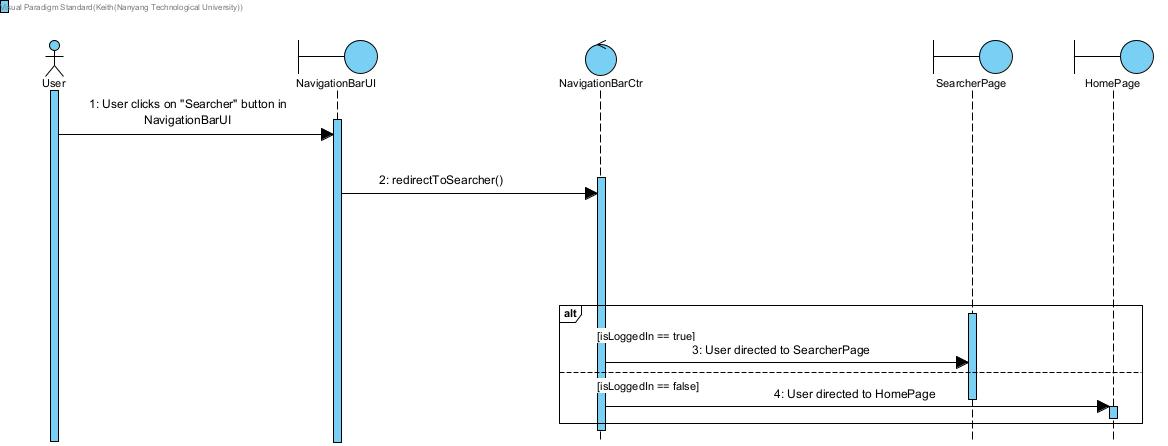 Visual Paradigm Standard(Keith(Nanyang Technological University))
User
NavigationBarUI
NavigationBarCtr
SearcherPage
HomePage
1: User clicks on "Searcher" button in
NavigationBarUI
2: redirectToSearcher()
alt
[isLoggedIn == true]
3: User directed to SearcherPage
[isLoggedIn == false]
4: User directed to HomePage